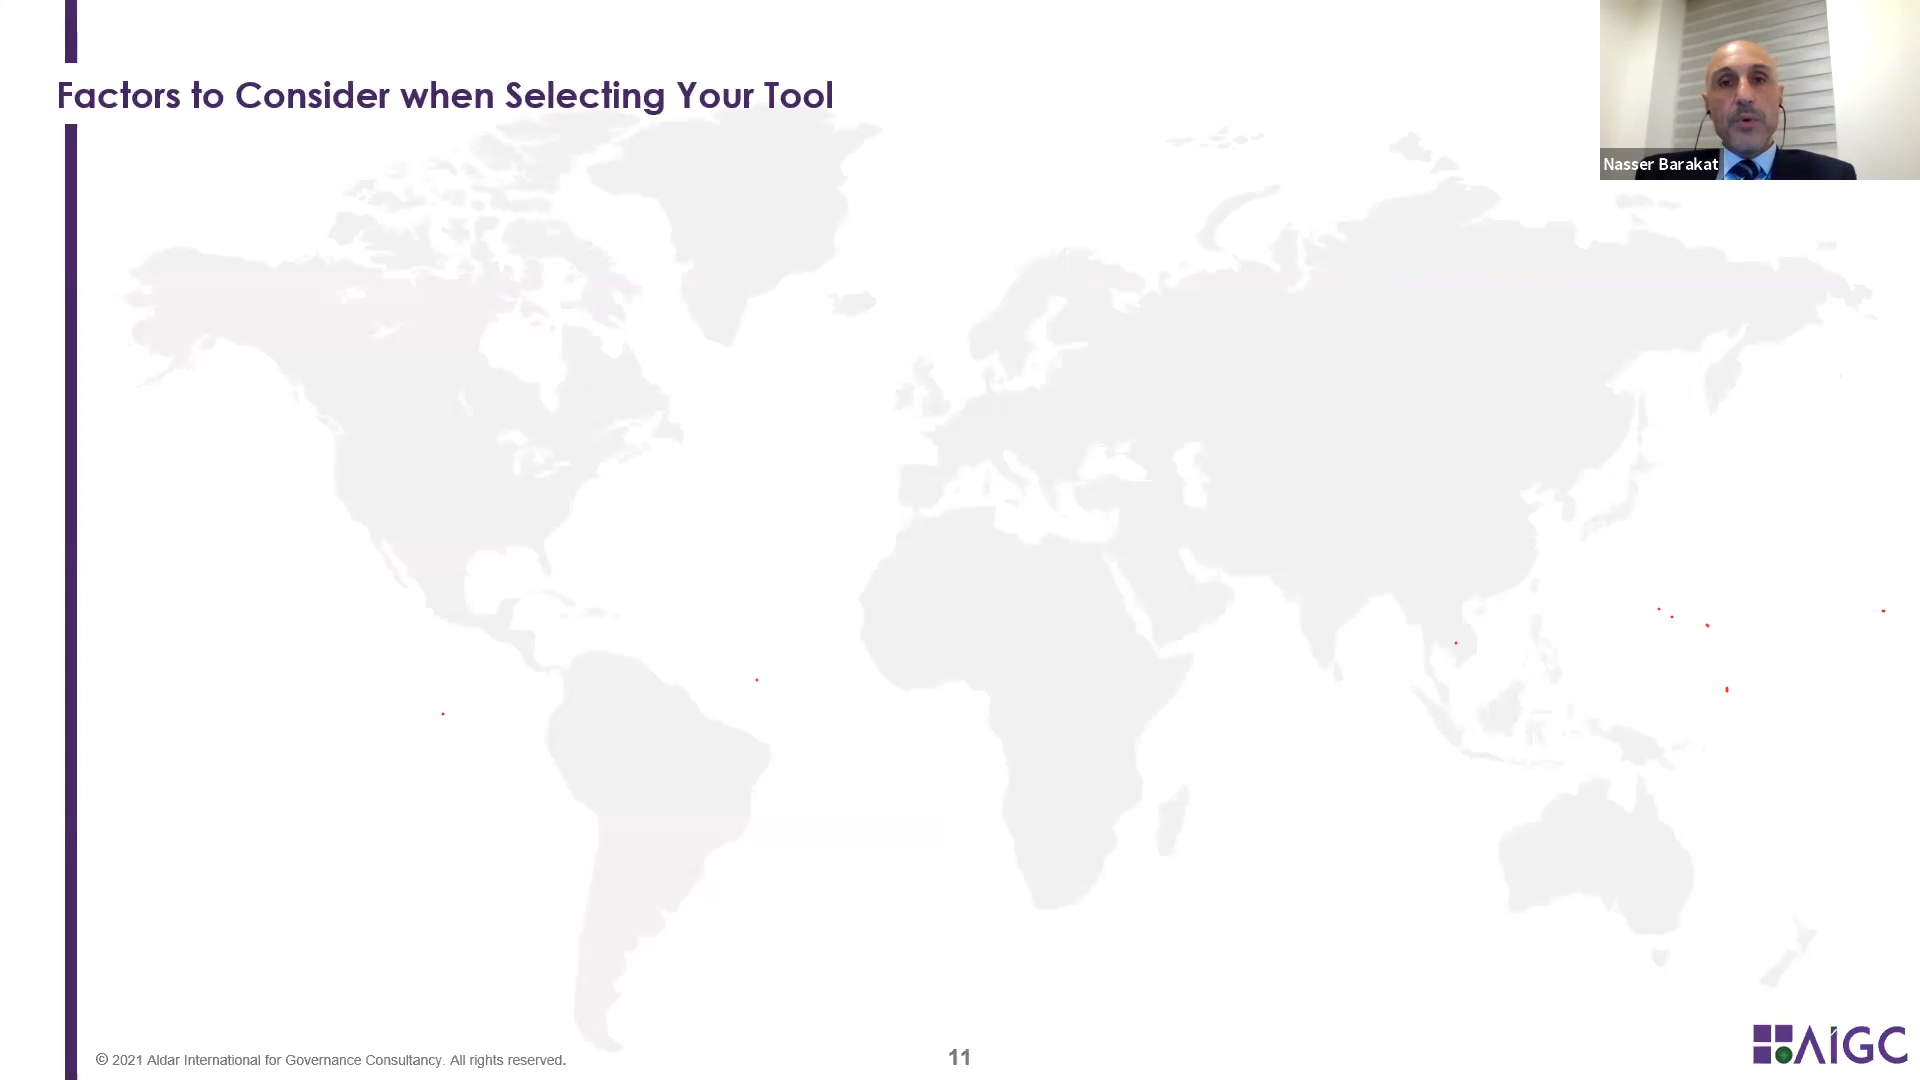 Factors to Consider when Selecting Your Tool
Nasser Barakat
© 2021 Aldar International for Governance Consultancy. All rights reserved.
11
AIGC